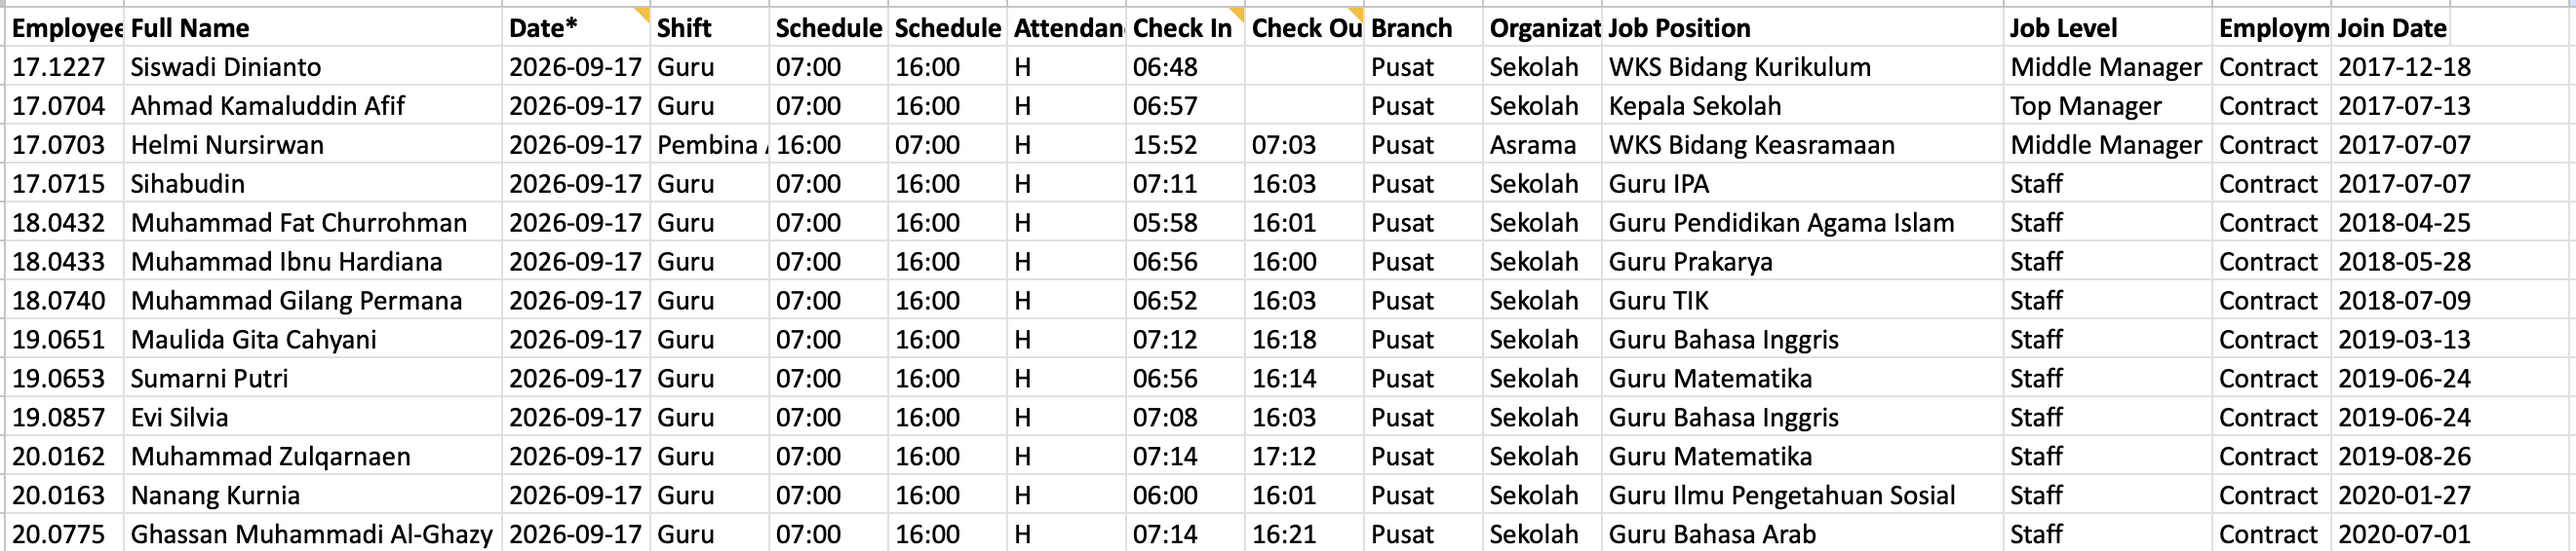 Employee Full Name Date* Shift Schedule Schedule Attendan Check In Check Ou Branch Organizat Job Position Job Level Employm Join Date
17.1227 Siswadi Dinianto 2026-09-17 Guru 07:00 16:00 H 06:48 Pusat Sekolah WKS Bidang Kurikulum Middle Manager Contract 2017-12-18
17.0704 Ahmad Kamaluddin Afif 2026-09-17 Guru 07:00 16:00 H 06:57 Pusat Sekolah Kepala Sekolah Top Manager Contract 2017-07-13
17.0703 Helmi Nursirwan 2026-09-17 Pembina 16:00 07:00 H 15:52 07:03 Pusat Asrama WKS Bidang Keasramaan Middle Manager Contract 2017-07-07
17.0715 Sihabudin 2026-09-17 Guru 07:00 16:00 H 07:11 16:03 Pusat Sekolah Guru IPA Staff Contract 2017-07-07
18.0432 Muhammad Fat Churrohman 2026-09-17 Guru 07:00 16:00 H 05:58 16:01 Pusat Sekolah Guru Pendidikan Agama Islam Staff Contract 2018-04-25
18.0433 Muhammad Ibnu Hardiana 2026-09-17 Guru 07:00 16:00 H 06:56 16:00 Pusat Sekolah Guru Prakarya Staff Contract 2018-05-28
18.0740 Muhammad Gilang Permana 2026-09-17 Guru 07:00 16:00 H 06:52 16:03 Pusat Sekolah Guru TIK Staff Contract 2018-07-09
19.0651 Maulida Gita Cahyani 2026-09-17 Guru 07:00 16:00 H 07:12 16:18 Pusat Sekolah Guru Bahasa Inggris Staff Contract 2019-03-13
19.0653 Sumarni Putri 2026-09-17 Guru 07:00 16:00 H 06:56 16:14 Pusat Sekolah Guru Matematika Staff Contract 2019-06-24
19.0857 Evi Silvia 2026-09-17 Guru 07:00 16:00 H 07:08 16:03 Pusat Sekolah Guru Bahasa Inggris Staff Contract 2019-06-24
20.0162 Muhammad Zulqarnaen 2026-09-17 Guru 07:00 16:00 H 07:14 17:12 Pusat Sekolah Guru Matematika Staff Contract 2019-08-26
20.0163 Nanang Kurnia 2026-09-17 Guru 07:00 16:00 H 06:00 16:01 Pusat Sekolah Guru Ilmu Pengetahuan Sosial Staff Contract 2020-01-27
20.0775 Ghassan Muhammadi Al-Ghazy 2026-09-17 Guru 07:00 16:00 H 07:14 16:21 Pusat Sekolah Guru Bahasa Arab Staff Contract 2020-07-01